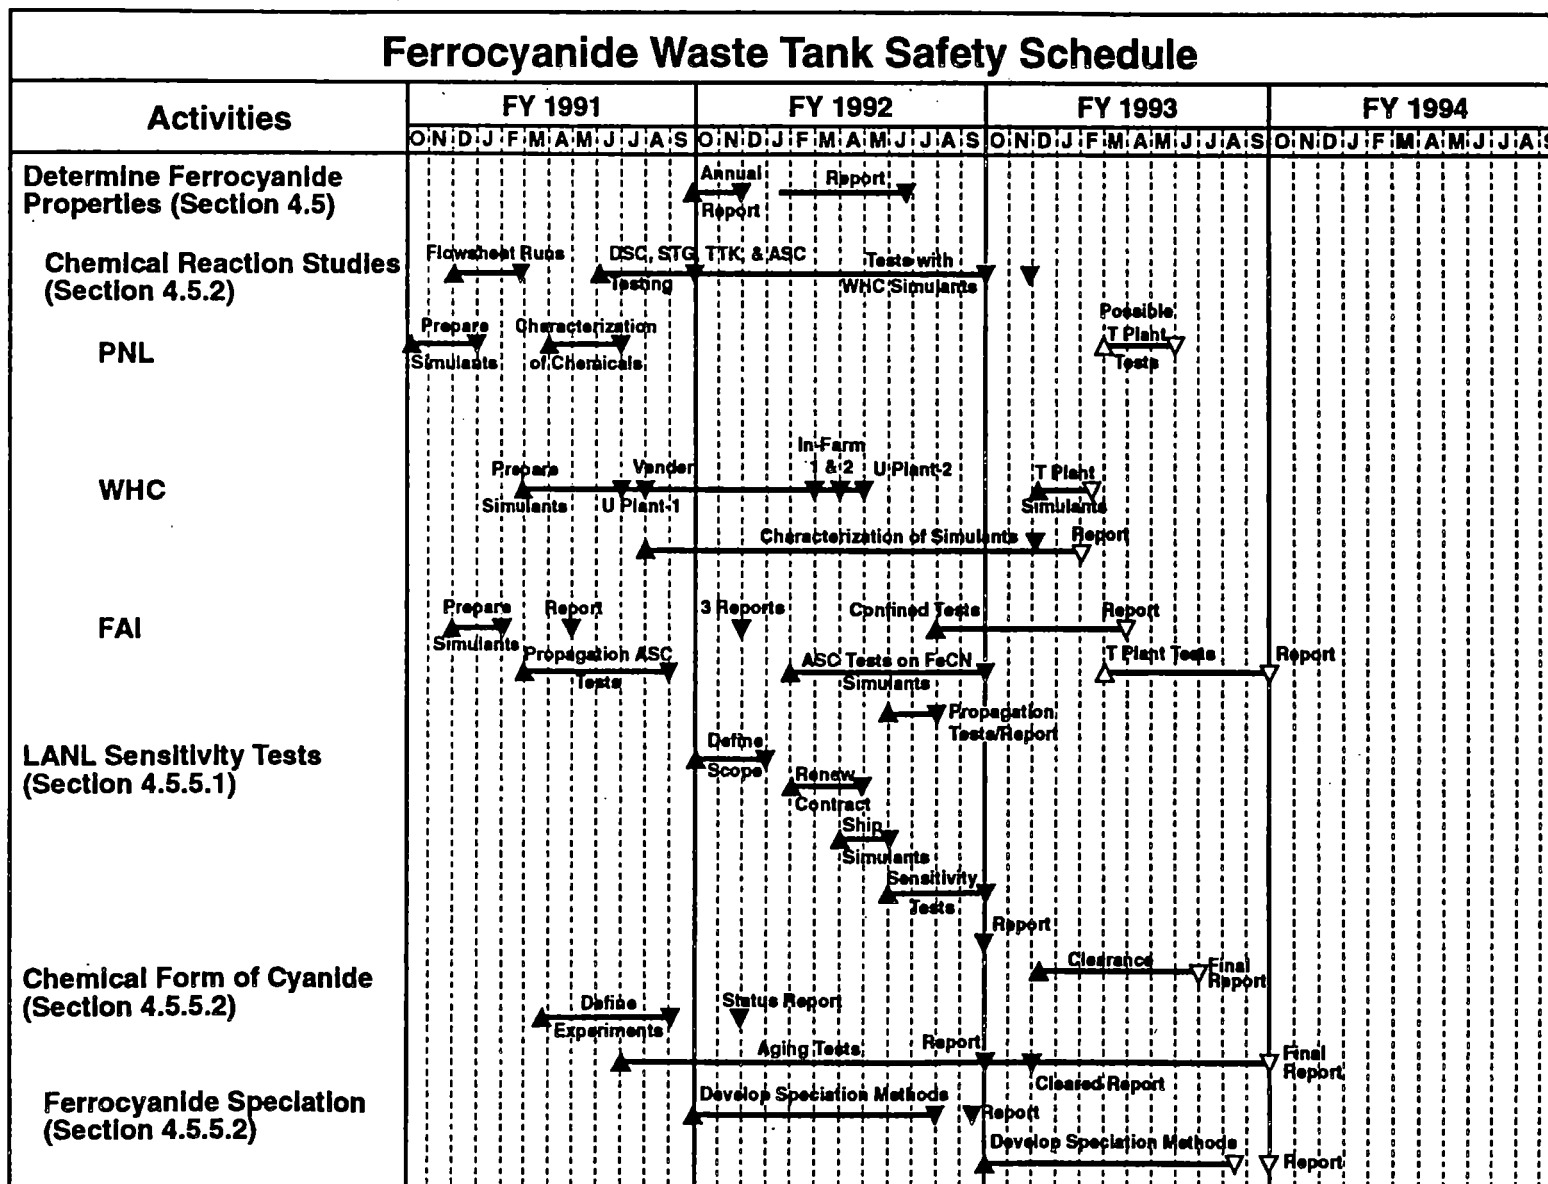 Ferrocyanide Waste Tank Safety Schedule
Activities
FY 1991
FY 1992
FY 1993
FY 1994
O N D J F M A M J J A S O N D J F M A M J J A S O N D J F M A M J J A S O N D J F M A M J J A S
Determine Ferrocyanide
Properties (Section 4.5)
Annual
Report
Report
Chemical Reaction Studies
(Section 4.5.2)
Flowsheet Runs
DSC, STG, TTK, & ASC
Testing
Tests with
WHC Simulants
PNL
Prepare
Simulants
Characterization
of Chemicals
Possible
T Plant
Tests
WHC
Prepare
Simulants
Vendor
U Plant-1
In-Farm
1 & 2
U Plant-2
T Plant
Simulants
Characterization of Simulants
Report
FAI
Prepare
Simulants
Report
3 Reports
Confined Tests
Report
Propagation ASC
Tests
ASC Tests on FeCN
Simulants
T Plant Tests
Report
Propagation
Tests/Report
LANL Sensitivity Tests
(Section 4.5.5.1)
Define
Scope
Renew
Contract
Ship
Simulants
Sensitivity
Tests
Report
Clearance
Final
Report
Chemical Form of Cyanide
(Section 4.5.5.2)
Define
Experiments
Status Report
Aging Tests
Report
Cleared Report
Final
Report
Ferrocyanide Speciation
(Section 4.5.5.2)
Develop Speciation Methods
Report
Develop Speciation Methods
Report